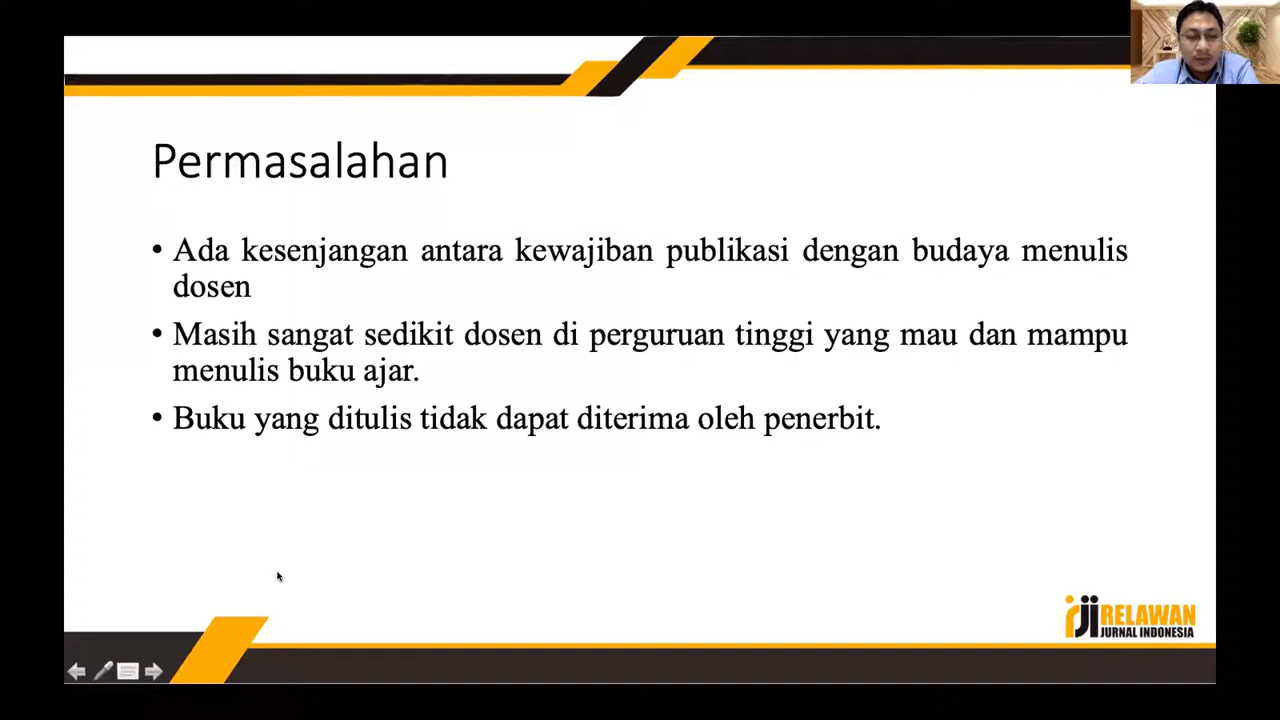 Permasalahan
• Ada kesenjangan antara kewajiban publikasi dengan budaya menulis
dosen
• Masih sangat sedikit dosen di perguruan tinggi yang mau dan mampu
menulis buku ajar.
• Buku yang ditulis tidak dapat diterima oleh penerbit.
rji RELAWAN
JURNAL INDONESIA